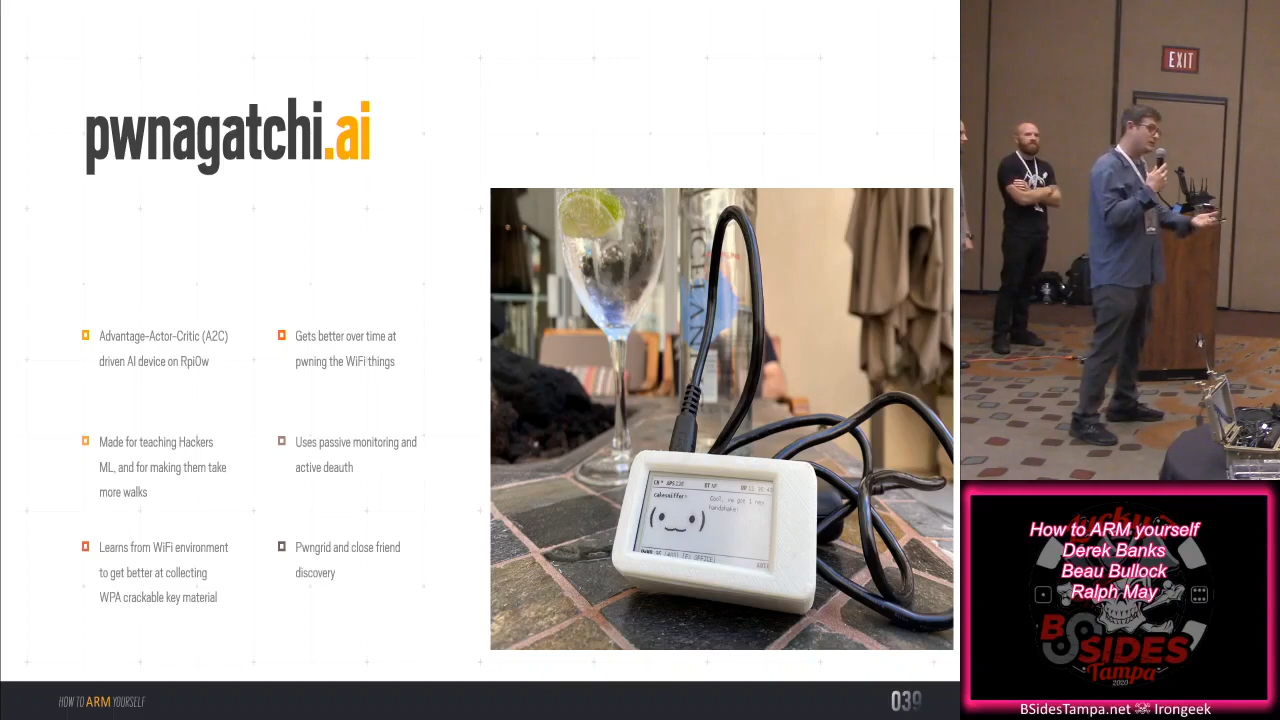 pwnagatchi.ai
Advantage-Actor-Critic (A2C)
driven AI device on Rpi0w
Gets better over time at
pwning the WiFi things
Made for teaching Hackers
ML, and for making them take
more walks
Uses passive monitoring and
active deauth
Learns from WiFi environment
to get better at collecting
WPA crackable key material
Pwngrid and close friend
discovery
cakesniffer>
Cool, we got 1 new
handshake!
HOW TO ARM YOURSELF
039
EXIT
How to ARM yourself
Derek Banks
Beau Bullock
Ralph May
BSIDES
Tampa
2020
BSidesTampa.net
Irongeek